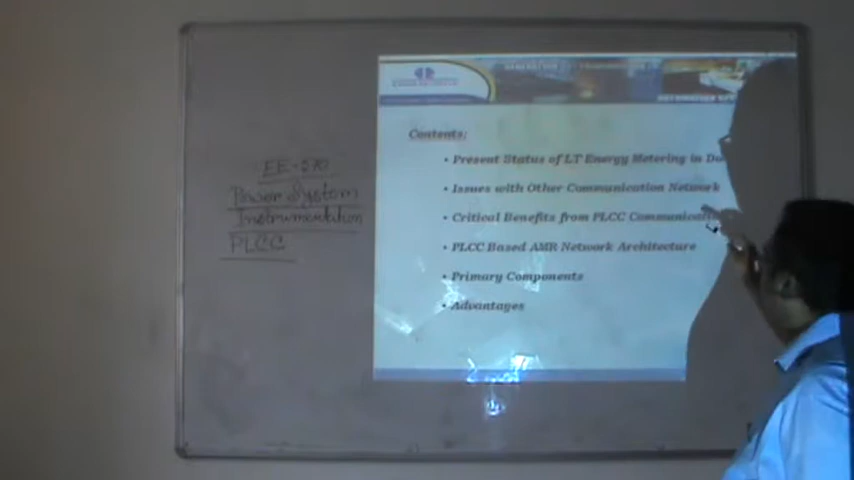 EE-570
Power System
Instrumentation
PLCC
Contents:
• Present Status of LT Energy Metering in
• Issues with Other Communication Network
• Critical Benefits from PLCC
• PLCC Based AMR Network Architecture
• Primary Components
• Advantages